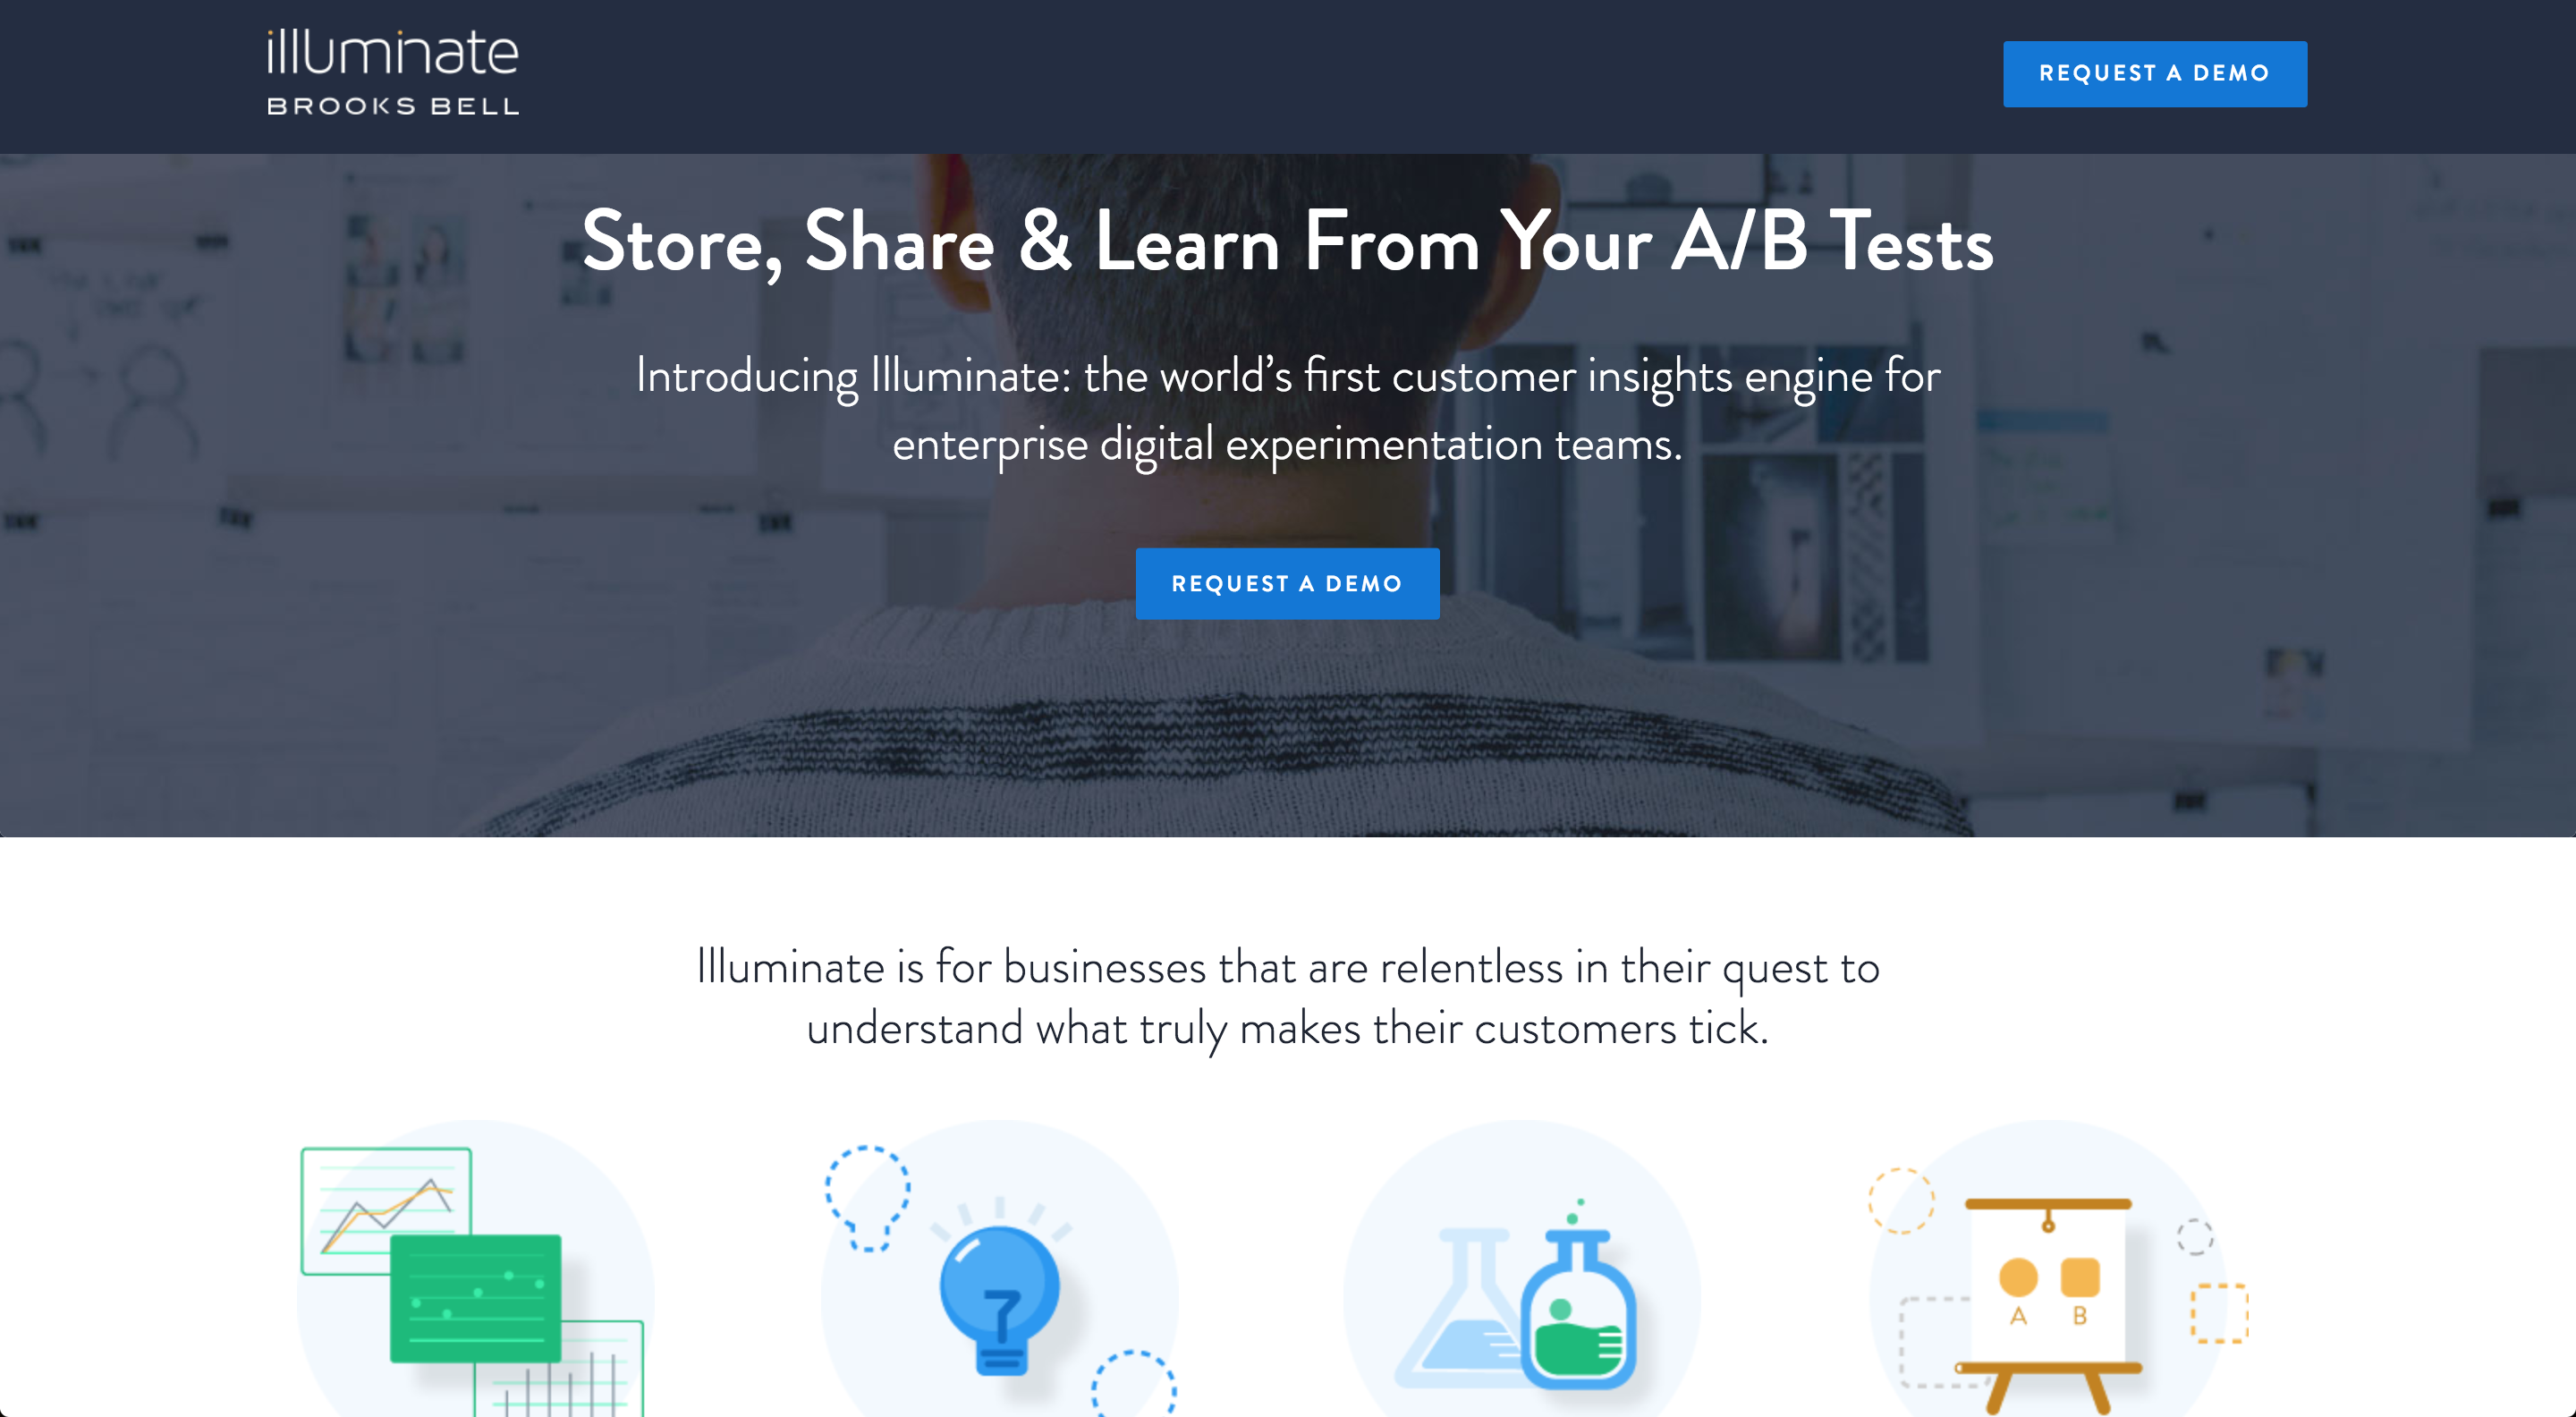 illuminate
BROOKS BELL
REQUEST A DEMO
Store, Share & Learn From Your A/B Tests
Introducing Illuminate: the world’s first customer insights engine for
enterprise digital experimentation teams.
REQUEST A DEMO
Illuminate is for businesses that are relentless in their quest to
understand what truly makes their customers tick.
?
A B